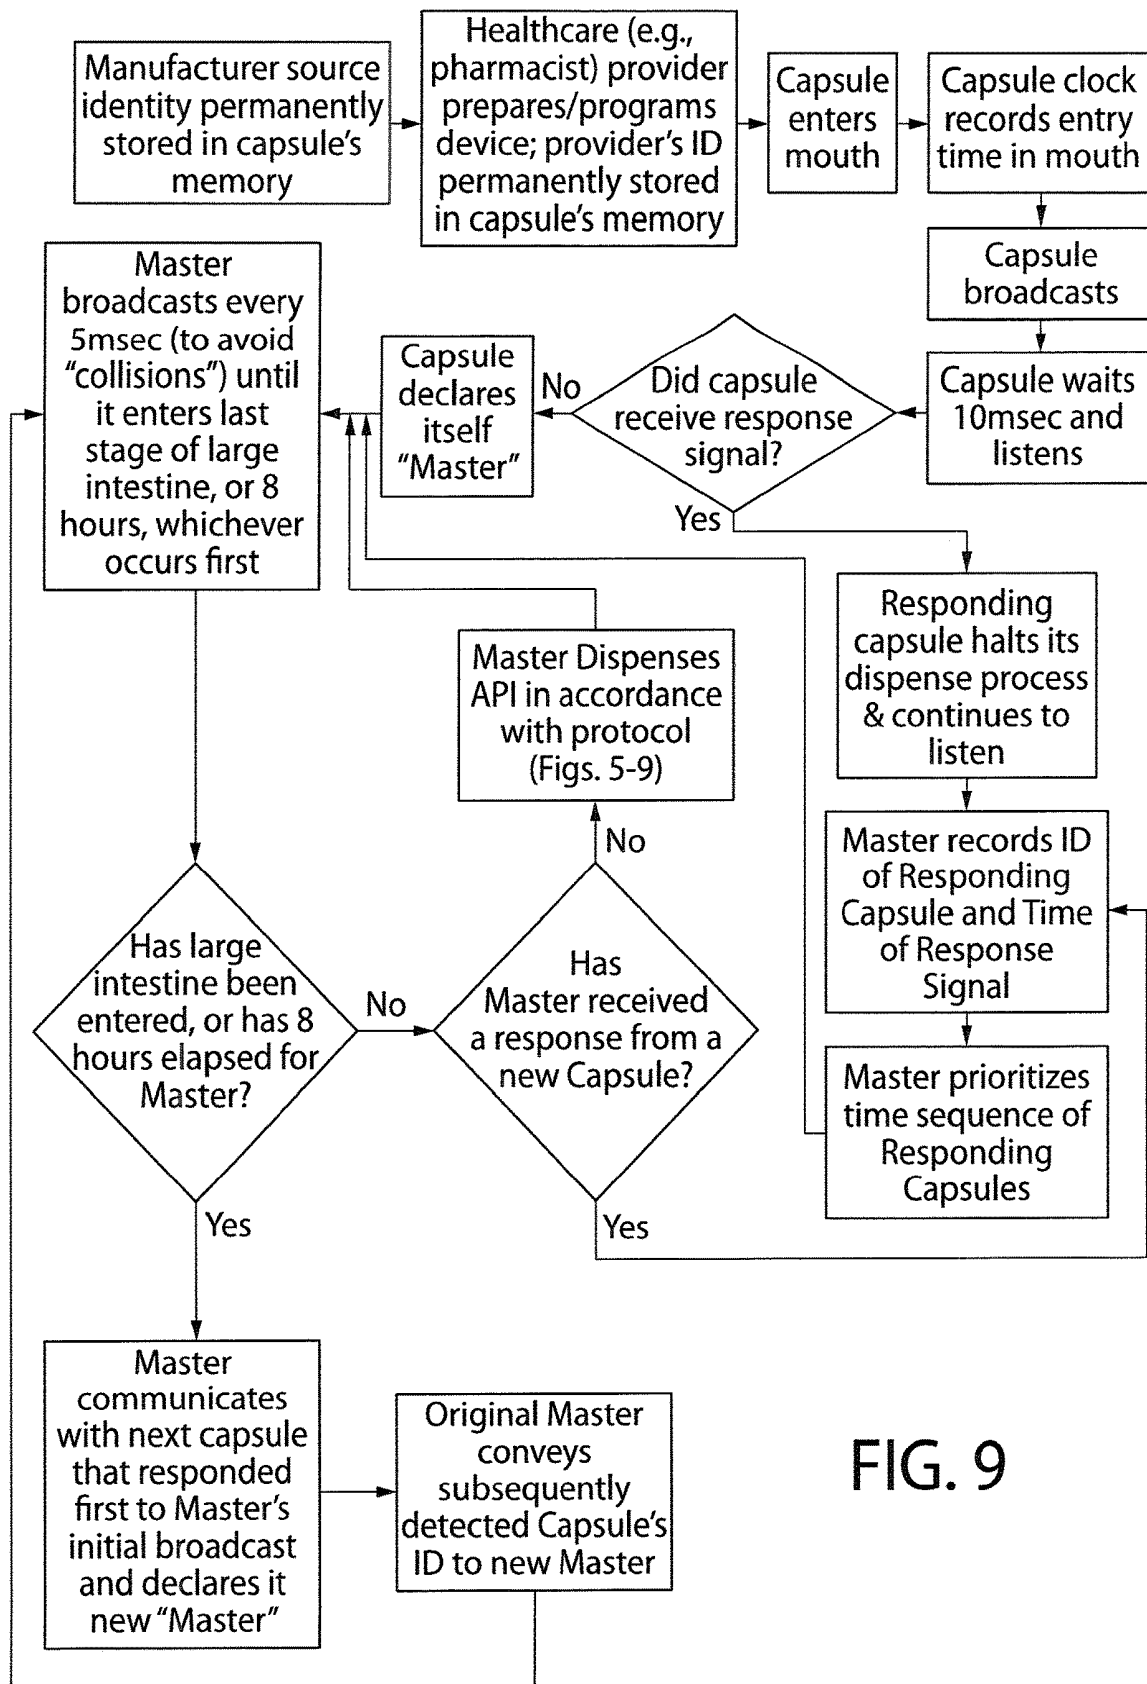 Manufacturer source
identity permanently
stored in capsule's
memory
Healthcare (e.g.,
pharmacist) provider
prepares/programs
device; provider's ID
permanently stored
in capsule's memory
Capsule
enters
mouth
Capsule clock
records entry
time in mouth
Capsule
broadcasts
Capsule waits
10msec and
listens
Did capsule
receive response
signal?
No
Yes
Capsule
declares
itself
"Master"
Master
broadcasts every
5msec (to avoid
"collisions") until
it enters last
stage of large
intestine, or 8
hours, whichever
occurs first
Responding
capsule halts its
dispense process
& continues to
listen
Master records ID
of Responding
Capsule and Time
of Response
Signal
Master prioritizes
time sequence of
Responding
Capsules
Master Dispenses
API in accordance
with protocol
(Figs. 5-9)
No
Has large
intestine been
entered, or has 8
hours elapsed for
Master?
No
Has
Master received
a response from a
new Capsule?
Yes
Yes
Master
communicates
with next capsule
that responded
first to Master's
initial broadcast
and declares it
new "Master"
Original Master
conveys
subsequently
detected Capsule's
ID to new Master
FIG. 9